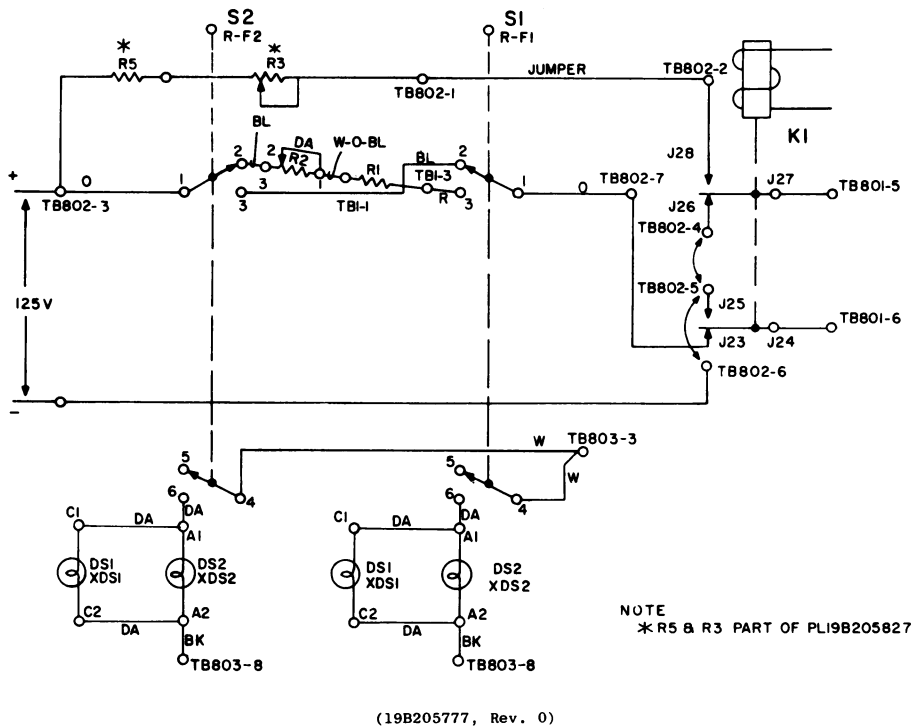 S2
R-F2
S1
R-F1
*
R5
*
R3
TB802-1
JUMPER
TB802-2
K1
BL
DA
W-O-BL
2
2
R2
1
R1
BL
TB1-3
2
J28
+
O
1
3
3
TB1-1
R
3
1
O
TB802-7
J27
TB801-5
TB802-3
J26
TB802-4
125V
TB802-5
J25
TB801-6
J23
J24
TB802-6
-
W
TB803-3
5
5
W
6
4
6
4
C1
DA
DA
A1
C1
DA
DA
A1
DS1
XDS1
DS2
XDS2
DS1
XDS1
DS2
XDS2
C2
DA
A2
C2
DA
A2
BK
BK
TB803-8
TB803-8
NOTE
* R5 & R3 PART OF PL19B205827
(19B205777, Rev. 0)